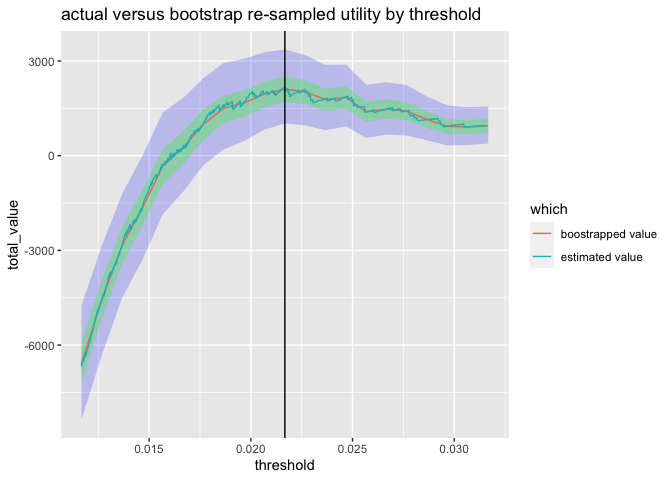 actual versus bootstrap re-sampled utility by threshold
3000
0
-3000
-6000
total_value
0.015
0.020
0.025
0.030
threshold
which
boostrapped value
estimated value